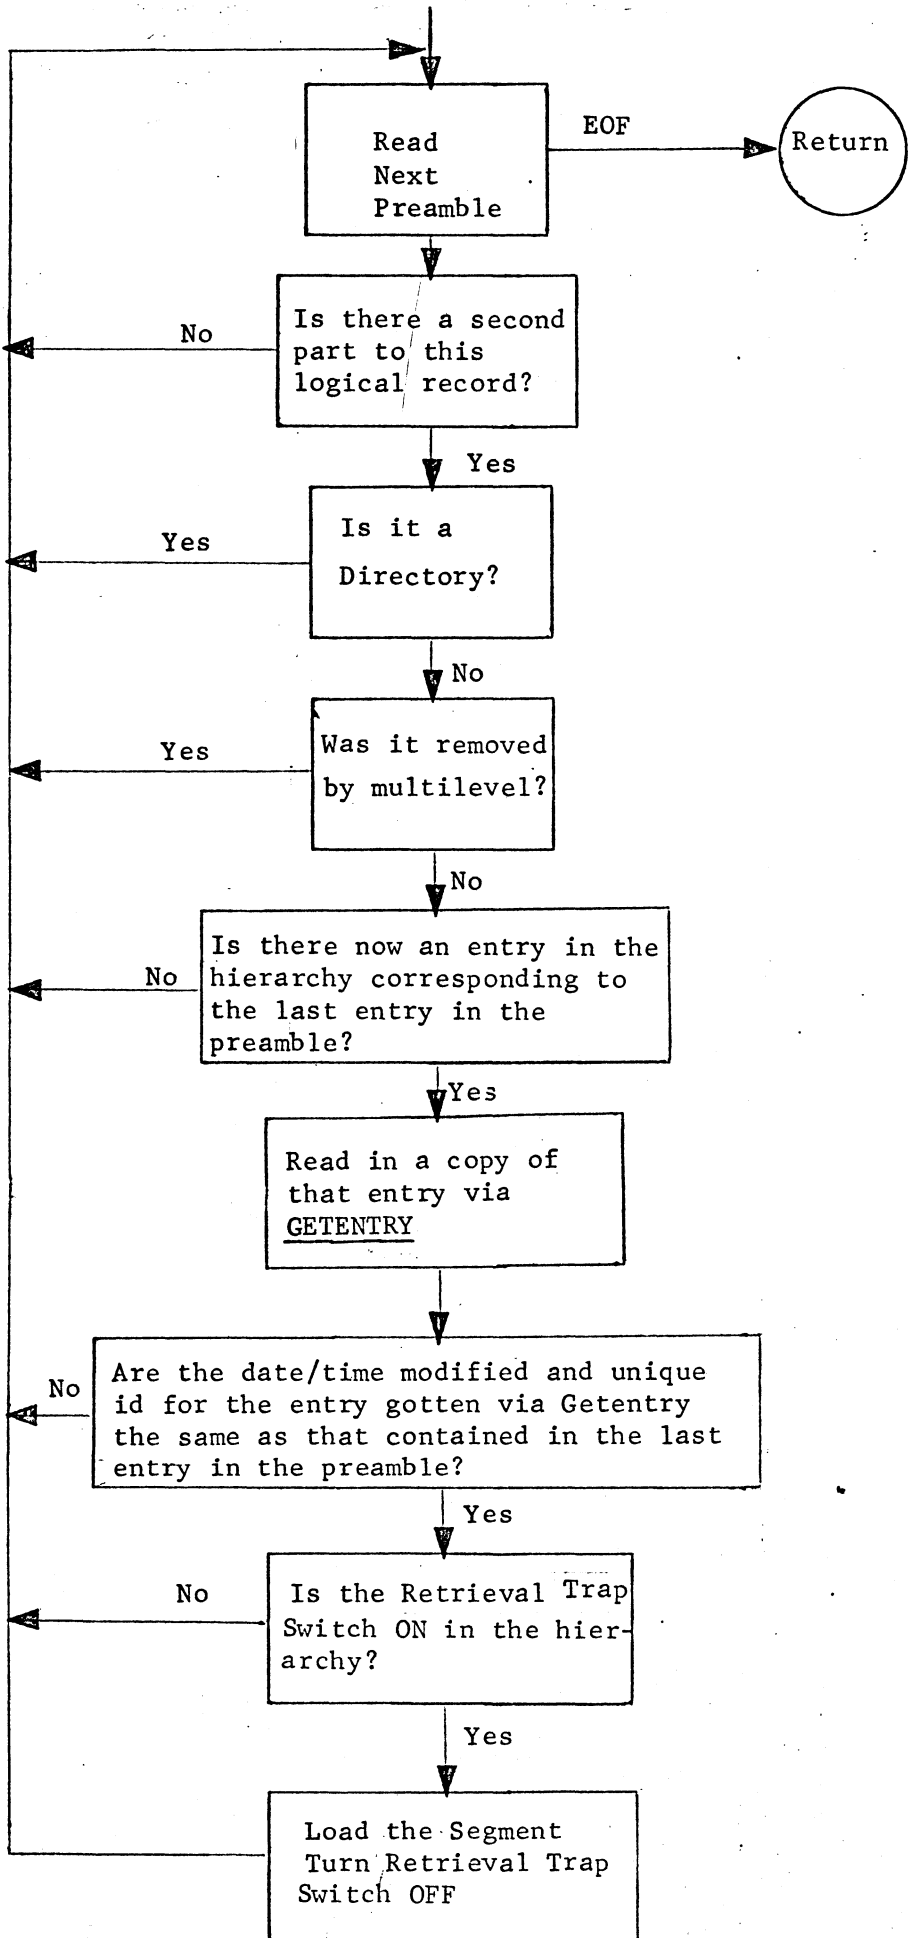 EOF
Return
Read
Next
Preamble
No
Is there a second
part to this
logical record?
Yes
Yes
Is it a
Directory?
No
Yes
Was it removed
by multilevel?
No
No
Is there now an entry in the
hierarchy corresponding to
the last entry in the
preamble?
Yes
Read in a copy of
that entry via
GETENTRY
No
Are the date/time modified and unique
id for the entry gotten via Getentry
the same as that contained in the last
entry in the preamble?
Yes
No
Is the Retrieval Trap
Switch ON in the hier-
archy?
Yes
Load the Segment
Turn Retrieval Trap
Switch OFF